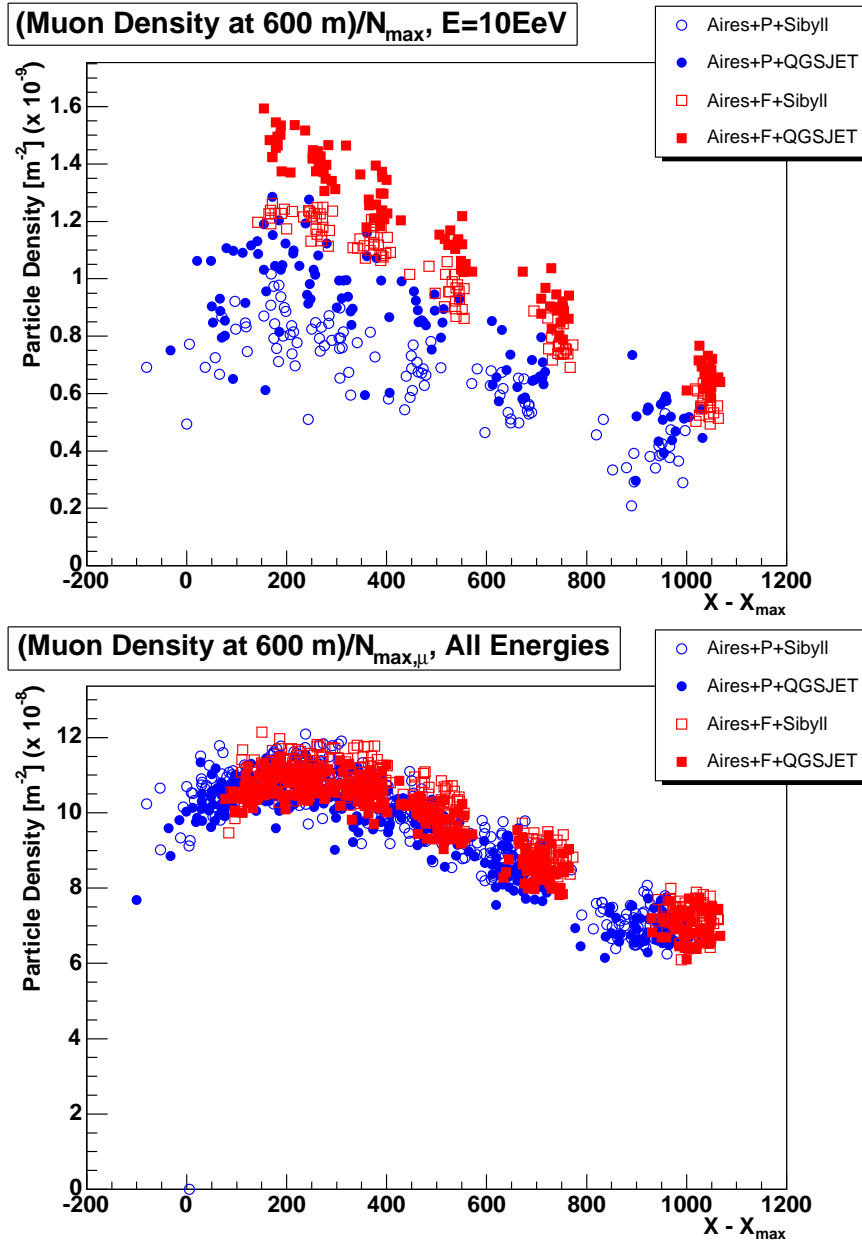 (Muon Density at 600 m)/Nmax, E=10EeV
Aires+P+Sibyll
Aires+P+QGSJET
Aires+F+Sibyll
Aires+F+QGSJET
Particle Density [m-2] (x 10-9)
1.6
1.4
1.2
1
0.8
0.6
0.4
0.2
0
-200 0 200 400 600 800 1000 1200
X - Xmax
(Muon Density at 600 m)/Nmax,μ, All Energies
Aires+P+Sibyll
Aires+P+QGSJET
Aires+F+Sibyll
Aires+F+QGSJET
Particle Density [m-2] (x 10-8)
12
10
8
6
4
2
0
-200 0 200 400 600 800 1000 1200
X - Xmax